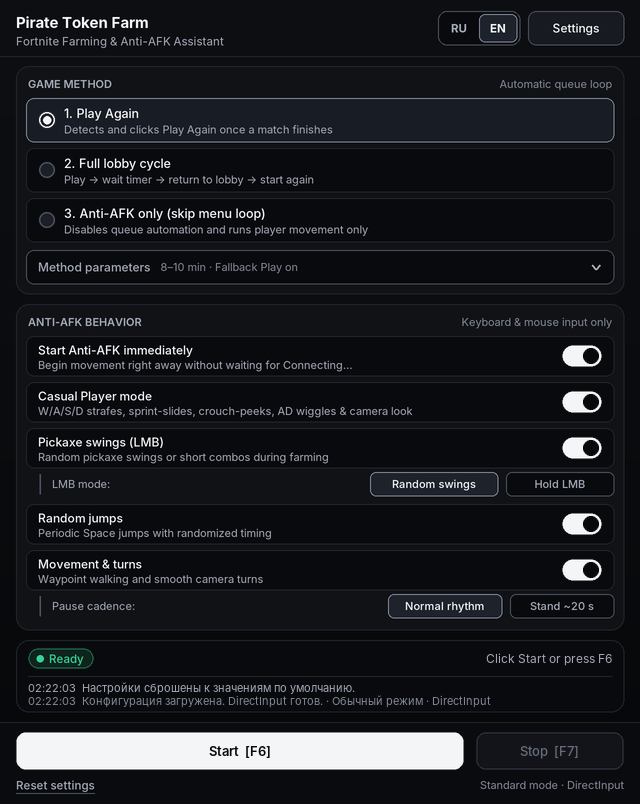 Pirate Token Farm
Fortnite Farming & Anti-AFK Assistant
RU EN Settings
GAME METHOD Automatic queue loop
1. Play Again
Detects and clicks Play Again once a match finishes
2. Full lobby cycle
Play → wait timer → return to lobby → start again
3. Anti-AFK only (skip menu loop)
Disables queue automation and runs player movement only
Method parameters 8–10 min · Fallback Play on
ANTI-AFK BEHAVIOR Keyboard & mouse input only
Start Anti-AFK immediately
Begin movement right away without waiting for Connecting...
Casual Player mode
W/A/S/D strafes, sprint-slides, crouch-peeks, AD wiggles & camera look
Pickaxe swings (LMB)
Random pickaxe swings or short combos during farming
LMB mode: Random swings Hold LMB
Random jumps
Periodic Space jumps with randomized timing
Movement & turns
Waypoint walking and smooth camera turns
Pause cadence: Normal rhythm Stand ~20 s
Ready Click Start or press F6
02:22:03 Настройки сброшены к значениям по умолчанию.
02:22:03 Конфигурация загружена. DirectInput готов. · Обычный режим · DirectInput
Start [F6] Stop [F7]
Reset settings Standard mode · DirectInput